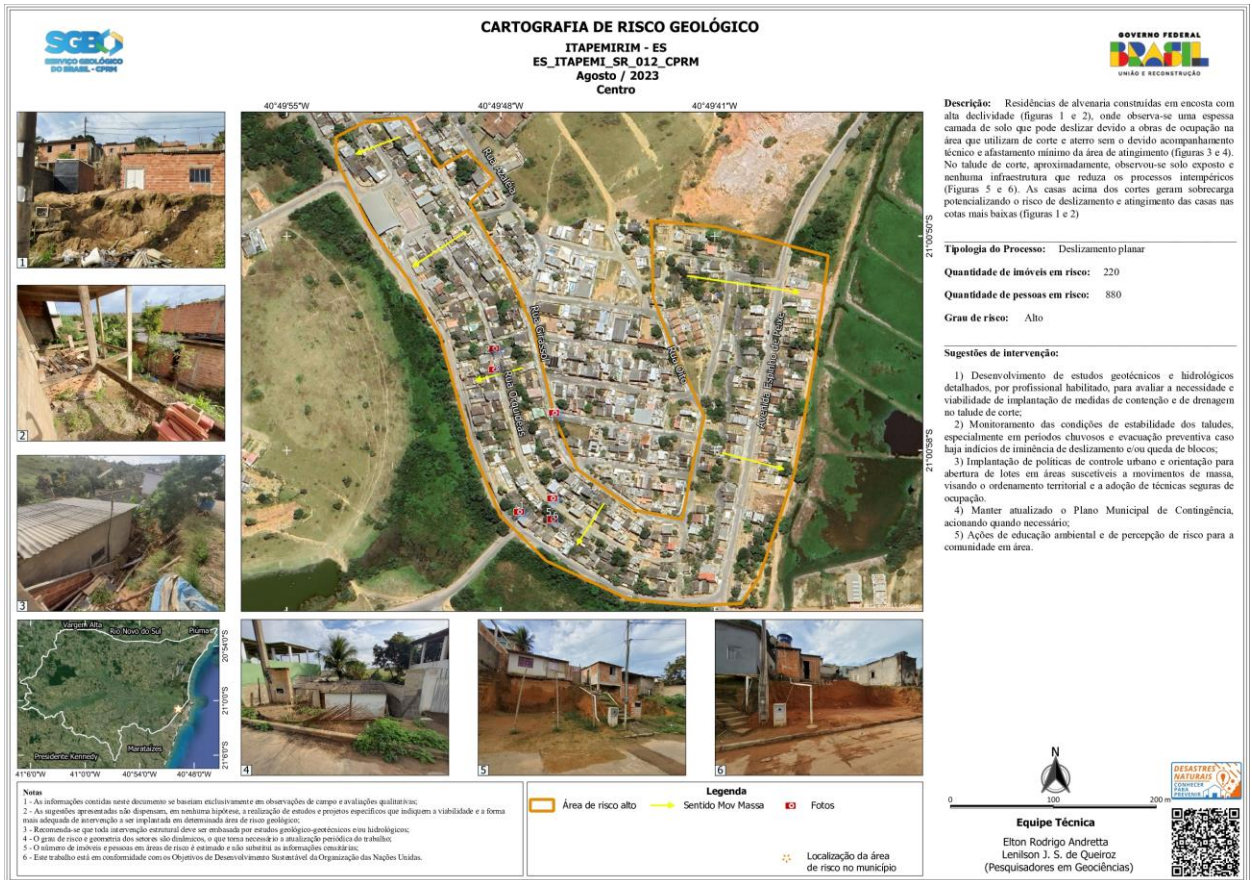 SGB
SERVIÇO GEOLÓGICO
DO BRASIL - CPRM
CARTOGRAFIA DE RISCO GEOLÓGICO
ITAPEMIRIM - ES
ES_ITAPEMI_SR_012_CPRM
Agosto / 2023
Centro
GOVERNO FEDERAL
BRASIL
UNIÃO E RECONSTRUÇÃO
40°49'55"W
40°49'48"W
40°49'41"W
21°00'50"S
21°00'58"S
Rua Girassol
Rua Orquídeas
Rua Oito
Avenida Espinho de Peixe
1
2
3
5
Descrição: Residências de alvenaria construídas em encosta com
alta declividade (figuras 1 e 2), onde observa-se uma espessa
camada de solo que pode deslizar devido a obras de ocupação na
área que utilizam de corte e aterro sem o devido acompanhamento
técnico e afastamento mínimo da área de atingimento (figuras 3 e 4).
No talude de corte, aproximadamente, observou-se solo exposto e
nenhuma infraestrutura que reduza os processos intempéricos
(Figuras 5 e 6). As casas acima dos cortes geram sobrecarga
potencializando o risco de deslizamento e atingimento das casas nas
cotas mais baixas (figuras 1 e 2)
Tipologia do Processo: Deslizamento planar
Quantidade de imóveis em risco: 220
Quantidade de pessoas em risco: 880
Grau de risco: Alto
Sugestões de intervenção:
1) Desenvolvimento de estudos geotécnicos e hidrológicos
detalhados, por profissional habilitado, para avaliar a necessidade e
viabilidade de implantação de medidas de contenção e de drenagem
no talude de corte;
2) Monitoramento das condições de estabilidade dos taludes,
especialmente em períodos chuvosos e evacuação preventiva caso
haja indícios de iminência de deslizamento e/ou queda de blocos;
3) Implantação de políticas de controle urbano e orientação para
abertura de lotes em áreas suscetíveis a movimentos de massa,
visando o ordenamento territorial e a adoção de técnicas seguras de
ocupação.
4) Manter atualizado o Plano Municipal de Contingência,
acionando quando necessário;
5) Ações de educação ambiental e de percepção de risco para a
comunidade em área.
Vargem Alta
Rio Novo do Sul
Piúma
Presidente Kennedy
Marataízes
20°54'0"S
21°0'0"S
21°6'0"S
41°6'0"W
41°0'0"W
40°54'0"W
40°48'0"W
4
5
6
Notas
1 - As informações contidas neste documento se baseiam exclusivamente em observações de campo e avaliações qualitativas;
2 - As sugestões apresentadas não dispensam, em nenhuma hipótese, a realização de estudos e projetos específicos que indiquem a viabilidade e a forma
mais adequada de intervenção a ser implantada em determinada área de risco geológico;
3 - Recomenda-se que toda intervenção estrutural deve ser embasada por estudos geológico-geotécnicos e/ou hidrológicos;
4 - O grau de risco e geometria dos setores são dinâmicos, o que torna necessário a atualização periódica do trabalho;
5 - O número de imóveis e pessoas em áreas de risco é estimado e não substitui as informações censitárias;
6 - Este trabalho está em conformidade com os Objetivos de Desenvolvimento Sustentável da Organização das Nações Unidas.
Legenda
Área de risco alto
Sentido Mov Massa
Fotos
Localização da área
de risco no município
N
0
100
200 m
Equipe Técnica
Elton Rodrigo Andretta
Lenilson J. S. de Queiroz
(Pesquisadores em Geociências)
DESASTRES
NATURAIS
CONHECER
PARA
PREVENIR